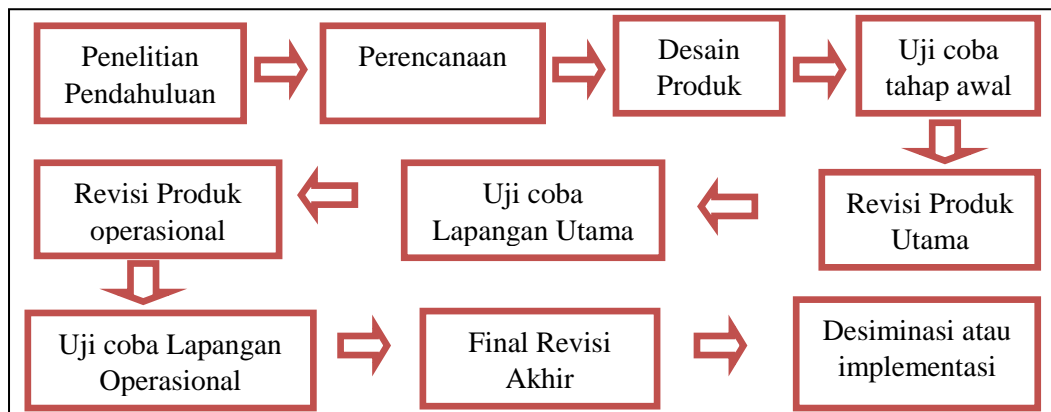 Penelitian
Pendahuluan
Perencanaan
Desain
Produk
Uji coba
tahap awal
Revisi Produk
Utama
Uji coba
Lapangan Utama
Revisi Produk
operasional
Uji coba Lapangan
Operasional
Final Revisi
Akhir
Desiminasi atau
implementasi